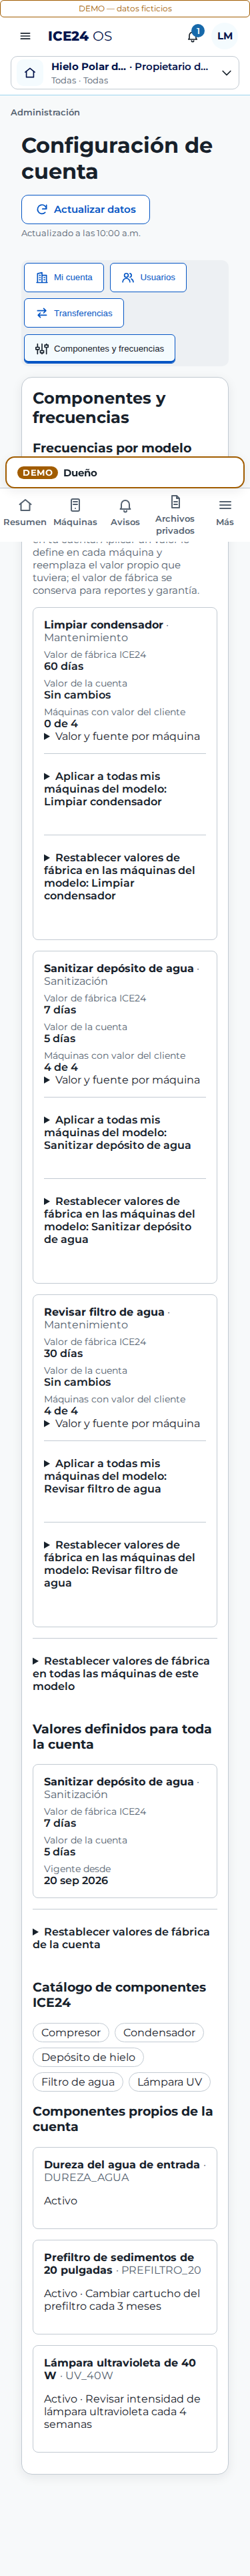 DEMO — datos ficticios
ICE24 OS
1
LM
Hielo Polar d... · Propietario d...
Todas · Todas
Administración
Configuración de
cuenta
Actualizar datos
Actualizado a las 10:00 a.m.
Mi cuenta
Usuarios
Transferencias
Componentes y frecuencias
Componentes y
frecuencias
Frecuencias por modelo
DEMO Dueño
Resumen
Máquinas
Avisos
Archivos
privados
Más
define en cada máquina y
reemplaza el valor propio que
tuviera; el valor de fábrica se
conserva para reportes y garantía.
Limpiar condensador ·
Mantenimiento
Valor de fábrica ICE24
60 días
Valor de la cuenta
Sin cambios
Máquinas con valor del cliente
0 de 4
Valor y fuente por máquina
Aplicar a todas mis
máquinas del modelo:
Limpiar condensador
Restablecer valores de
fábrica en las máquinas del
modelo: Limpiar
condensador
Sanitizar depósito de agua ·
Sanitización
Valor de fábrica ICE24
7 días
Valor de la cuenta
5 días
Máquinas con valor del cliente
4 de 4
Valor y fuente por máquina
Aplicar a todas mis
máquinas del modelo:
Sanitizar depósito de agua
Restablecer valores de
fábrica en las máquinas del
modelo: Sanitizar depósito
de agua
Revisar filtro de agua ·
Mantenimiento
Valor de fábrica ICE24
30 días
Valor de la cuenta
Sin cambios
Máquinas con valor del cliente
4 de 4
Valor y fuente por máquina
Aplicar a todas mis
máquinas del modelo:
Revisar filtro de agua
Restablecer valores de
fábrica en las máquinas del
modelo: Revisar filtro de
agua
Restablecer valores de fábrica
en todas las máquinas de este
modelo
Valores definidos para toda
la cuenta
Sanitizar depósito de agua ·
Sanitización
Valor de fábrica ICE24
7 días
Valor de la cuenta
5 días
Vigente desde
20 sep 2026
Restablecer valores de fábrica
de la cuenta
Catálogo de componentes
ICE24
Compresor
Condensador
Depósito de hielo
Filtro de agua
Lámpara UV
Componentes propios de la
cuenta
Dureza del agua de entrada ·
DUREZA_AGUA
Activo
Prefiltro de sedimentos de
20 pulgadas · PREFILTRO_20
Activo · Cambiar cartucho del
prefiltro cada 3 meses
Lámpara ultravioleta de 40
W · UV_40W
Activo · Revisar intensidad de
lámpara ultravioleta cada 4
semanas